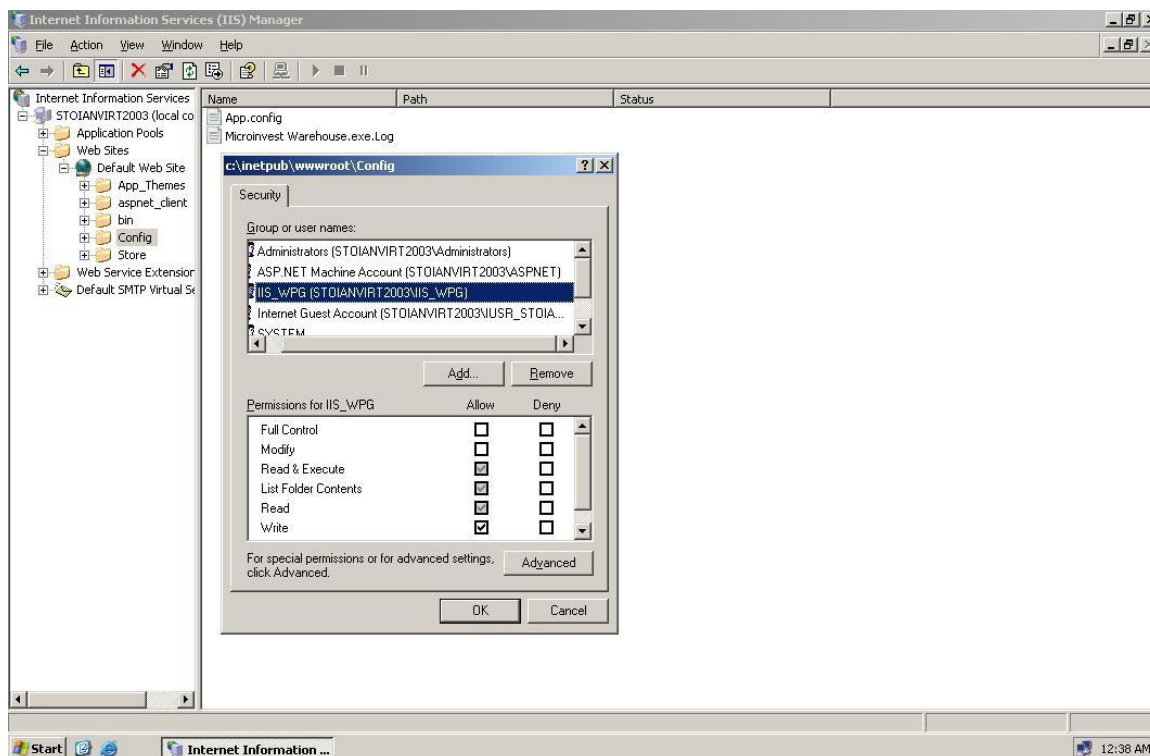 Internet Information Services (IIS) Manager
File Action View Window Help
Internet Information Services
STOIANVIRT2003 (local co
Application Pools
Web Sites
Default Web Site
App_Themes
aspnet_client
bin
Config
Store
Web Service Extension
Default SMTP Virtual Se
Name Path Status
App.config
Microinvest Warehouse.exe.Log
c:\inetpub\wwwroot\Config
Security
Group or user names:
Administrators (STOIANVIRT2003\Administrators)
ASP.NET Machine Account (STOIANVIRT2003\ASPNET)
IIS_WPG (STOIANVIRT2003\IIS_WPG)
Internet Guest Account (STOIANVIRT2003\IUSR_STOIA...
SYSTEM
Add... Remove
Permissions for IIS_WPG Allow Deny
Full Control
Modify
Read & Execute
List Folder Contents
Read
Write
For special permissions or for advanced settings,
click Advanced.
Advanced
OK Cancel
Start Internet Information ... 12:38 AM